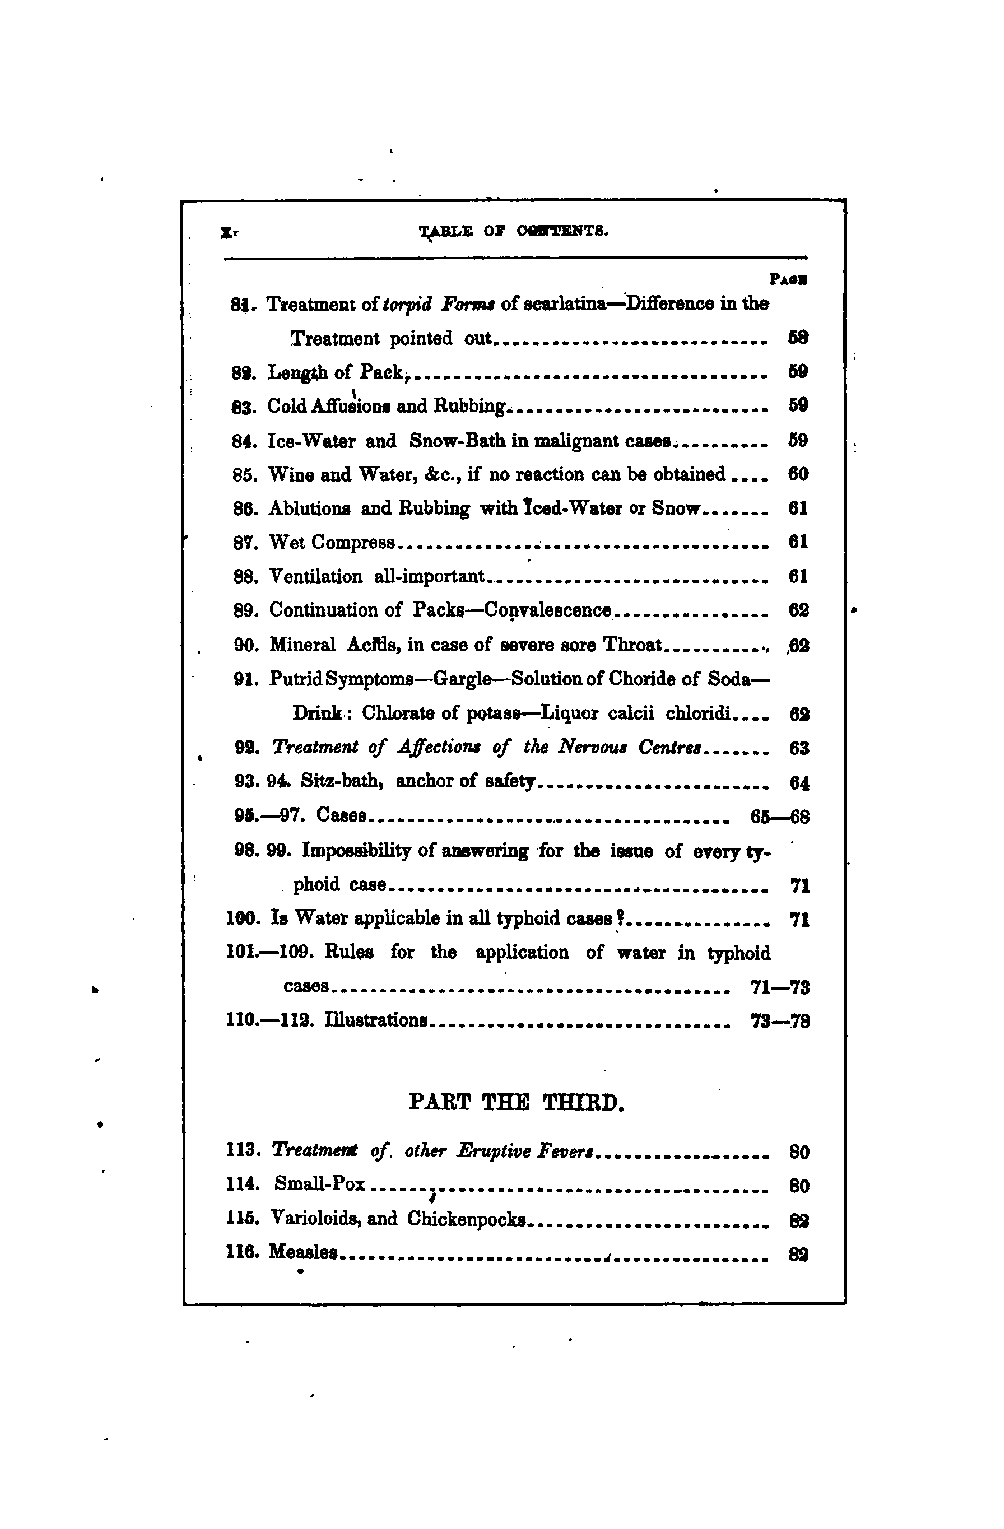 TABLE OF CONTENTS.
PAGE
81. Treatment of torpid Forms of scarlatina—Difference in the
Treatment pointed out............................ 58
82. Length of Pack..................................... 59
83. Cold Affusions and Rubbing........................... 59
84. Ice-Water and Snow-Bath in malignant cases.......... 59
85. Wine and Water, &c., if no reaction can be obtained .... 60
86. Ablutions and Rubbing with Iced-Water or Snow....... 61
87. Wet Compress...................................... 61
88. Ventilation all-important............................. 61
89. Continuation of Packs—Convalescence................ 62
90. Mineral Acids, in case of severe sore Throat........... 62
91. Putrid Symptoms—Gargle—Solution of Choride of Soda—
Drink: Chlorate of potass—Liquor calcii chloridi.... 62
92. Treatment of Affections of the Nervous Centres....... 63
93. 94. Sitz-bath, anchor of safety........................ 64
95.—97. Cases..................................... 65—68
98. 99. Impossibility of answering for the issue of every ty-
phoid case....................................... 71
100. Is Water applicable in all typhoid cases?............... 71
101.—109. Rules for the application of water in typhoid
cases......................................... 71—73
110.—112. Illustrations............................... 73—79
PART THE THIRD.
113. Treatment of other Eruptive Fevers.................. 80
114. Small-Pox......................................... 80
115. Varioloids, and Chickenpocks......................... 82
116. Measles............................................ 82